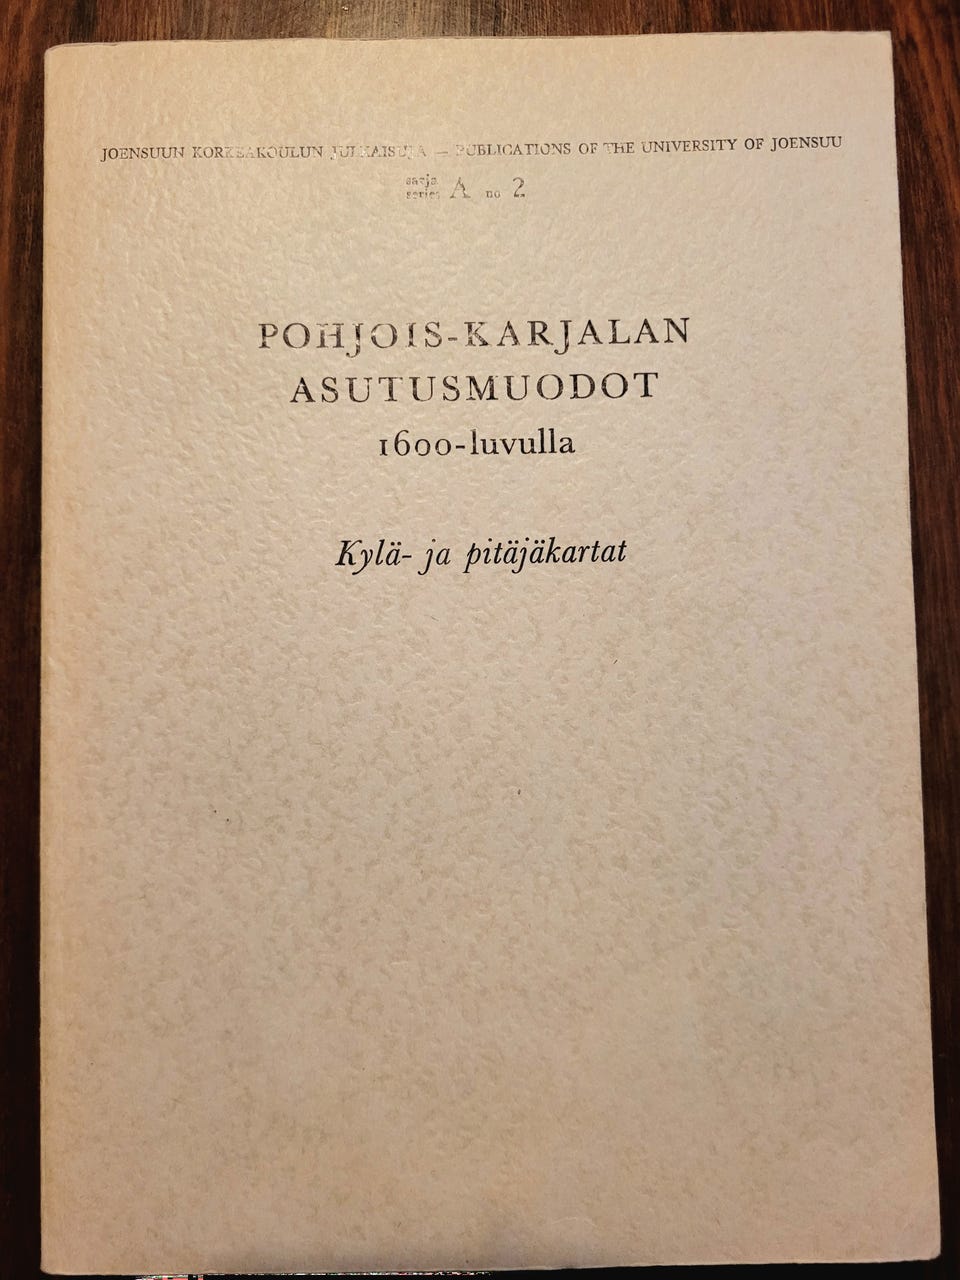 JOENSUUN KORKEAKOULUN JULKAISUJA — PUBLICATIONS OF THE UNIVERSITY OF JOENSUU
sarja
series A no 2
POHJOIS-KARJALAN
ASUTUSMUODOT
1600-luvulla
Kylä- ja pitäjäkartat